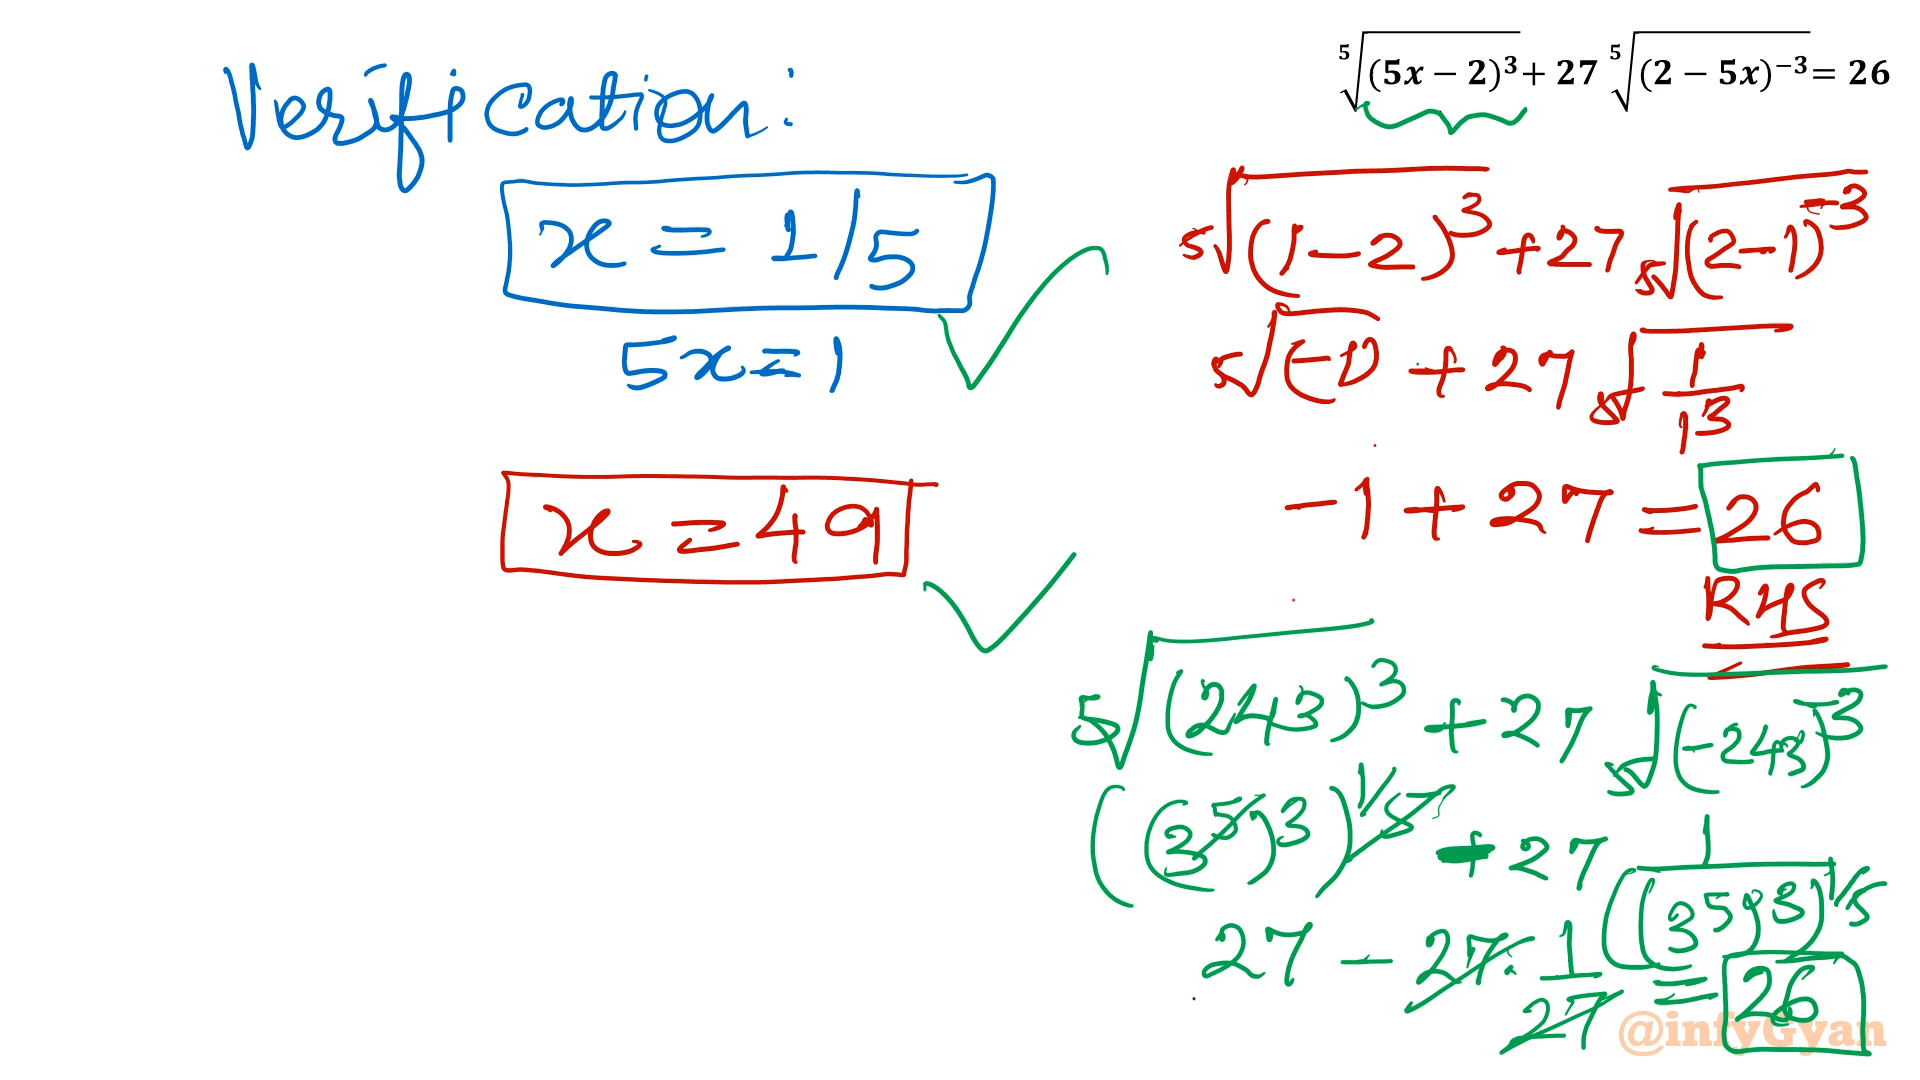 Verification:
x = 1/5
5x = 1
x = 49
⁵√(5x − 2)³ + 27 ⁵√(2 − 5x)⁻³ = 26
⁵√(1−2)³ + 27 ⁵√(2−1)⁻³
⁵√(−1) + 27 ⁵√(1/1³)
−1 + 27 = 26
RHS
⁵√(243)³ + 27 ⁵√(−243)⁻³
((3⁵)³)^1/5 − 27 1/((3⁵)³)^1/5
27 − 27 · 1/27 = 26
@infyGyan